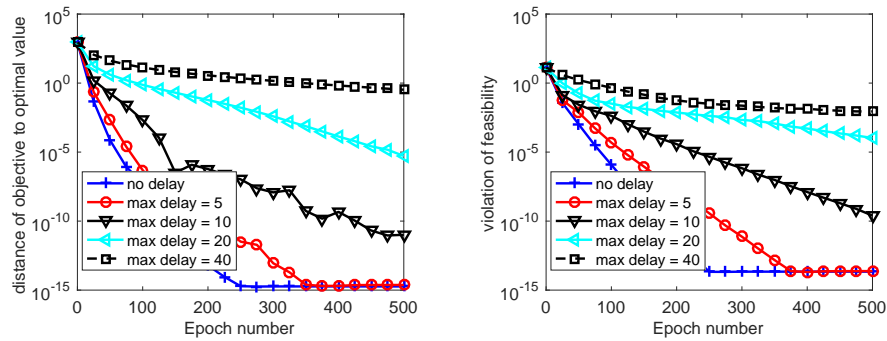 distance of objective to optimal value
10^5
10^0
10^-5
10^-10
10^-15
no delay
max delay = 5
max delay = 10
max delay = 20
max delay = 40
0 100 200 300 400 500
Epoch number
violation of feasibility
10^5
10^0
10^-5
10^-10
10^-15
no delay
max delay = 5
max delay = 10
max delay = 20
max delay = 40
0 100 200 300 400 500
Epoch number